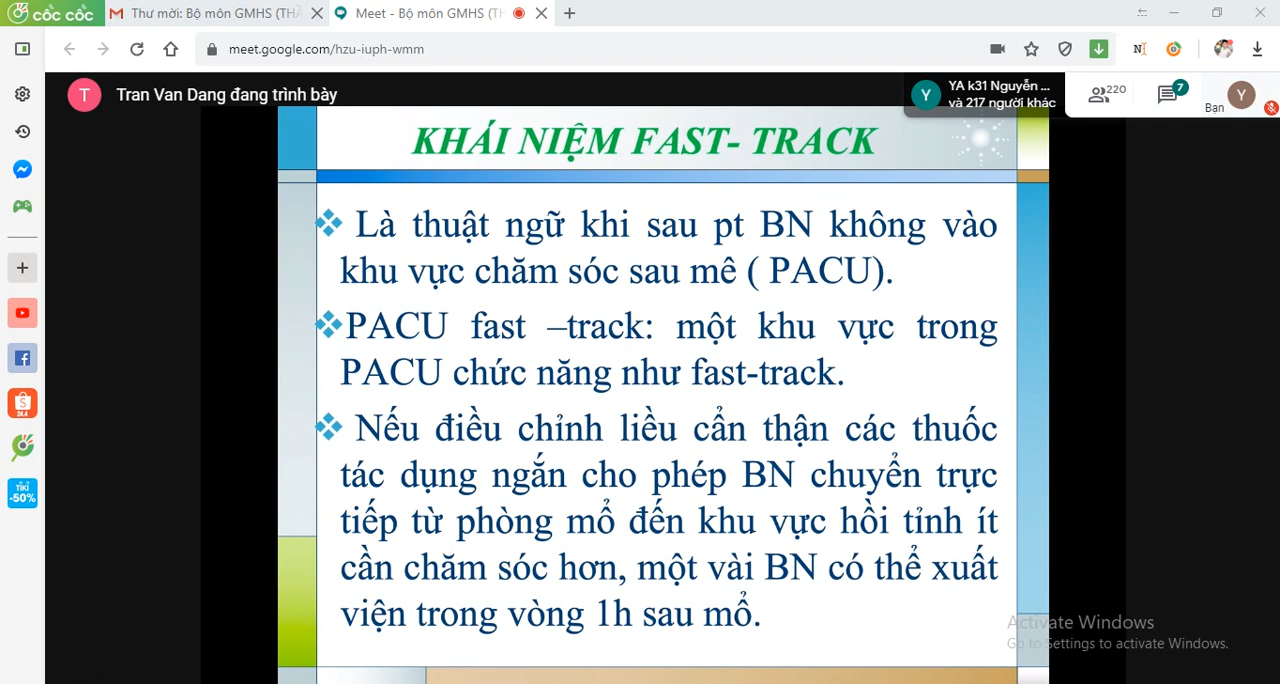 cốc cốc
Thư mời: Bộ môn GMHS (TH
Meet - Bộ môn GMHS (TH
meet.google.com/hzu-iuph-wmm
T
Tran Van Dang đang trình bày
Y
YA k31 Nguyễn ...
và 217 người khác
220
7
Bạn
Y
KHÁI NIỆM FAST- TRACK
Là thuật ngữ khi sau pt BN không vào
khu vực chăm sóc sau mê ( PACU).
PACU fast –track: một khu vực trong
PACU chức năng như fast-track.
Nếu điều chỉnh liều cẩn thận các thuốc
tác dụng ngắn cho phép BN chuyển trực
tiếp từ phòng mổ đến khu vực hồi tỉnh ít
cần chăm sóc hơn, một vài BN có thể xuất
viện trong vòng 1h sau mổ.
TiKi
-50%
Activate Windows
Go to Settings to activate Windows.